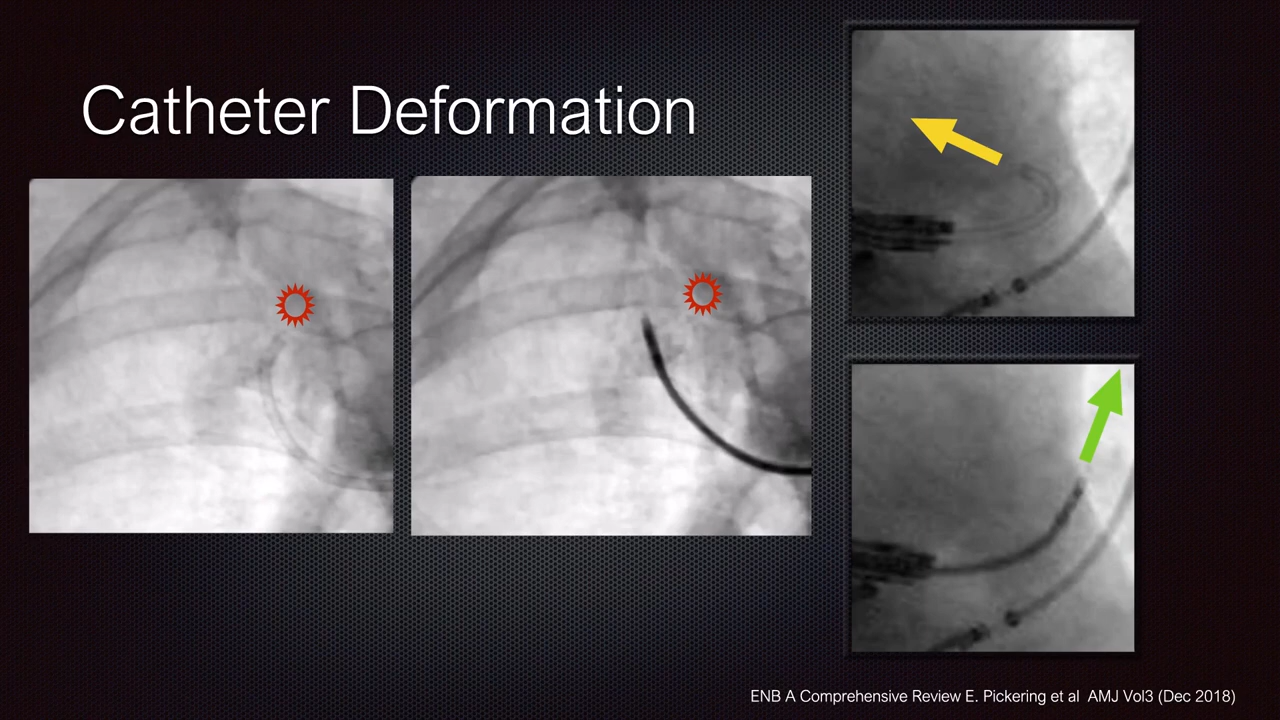 Catheter Deformation
ENB A Comprehensive Review E. Pickering et al AMJ Vol3 (Dec 2018)